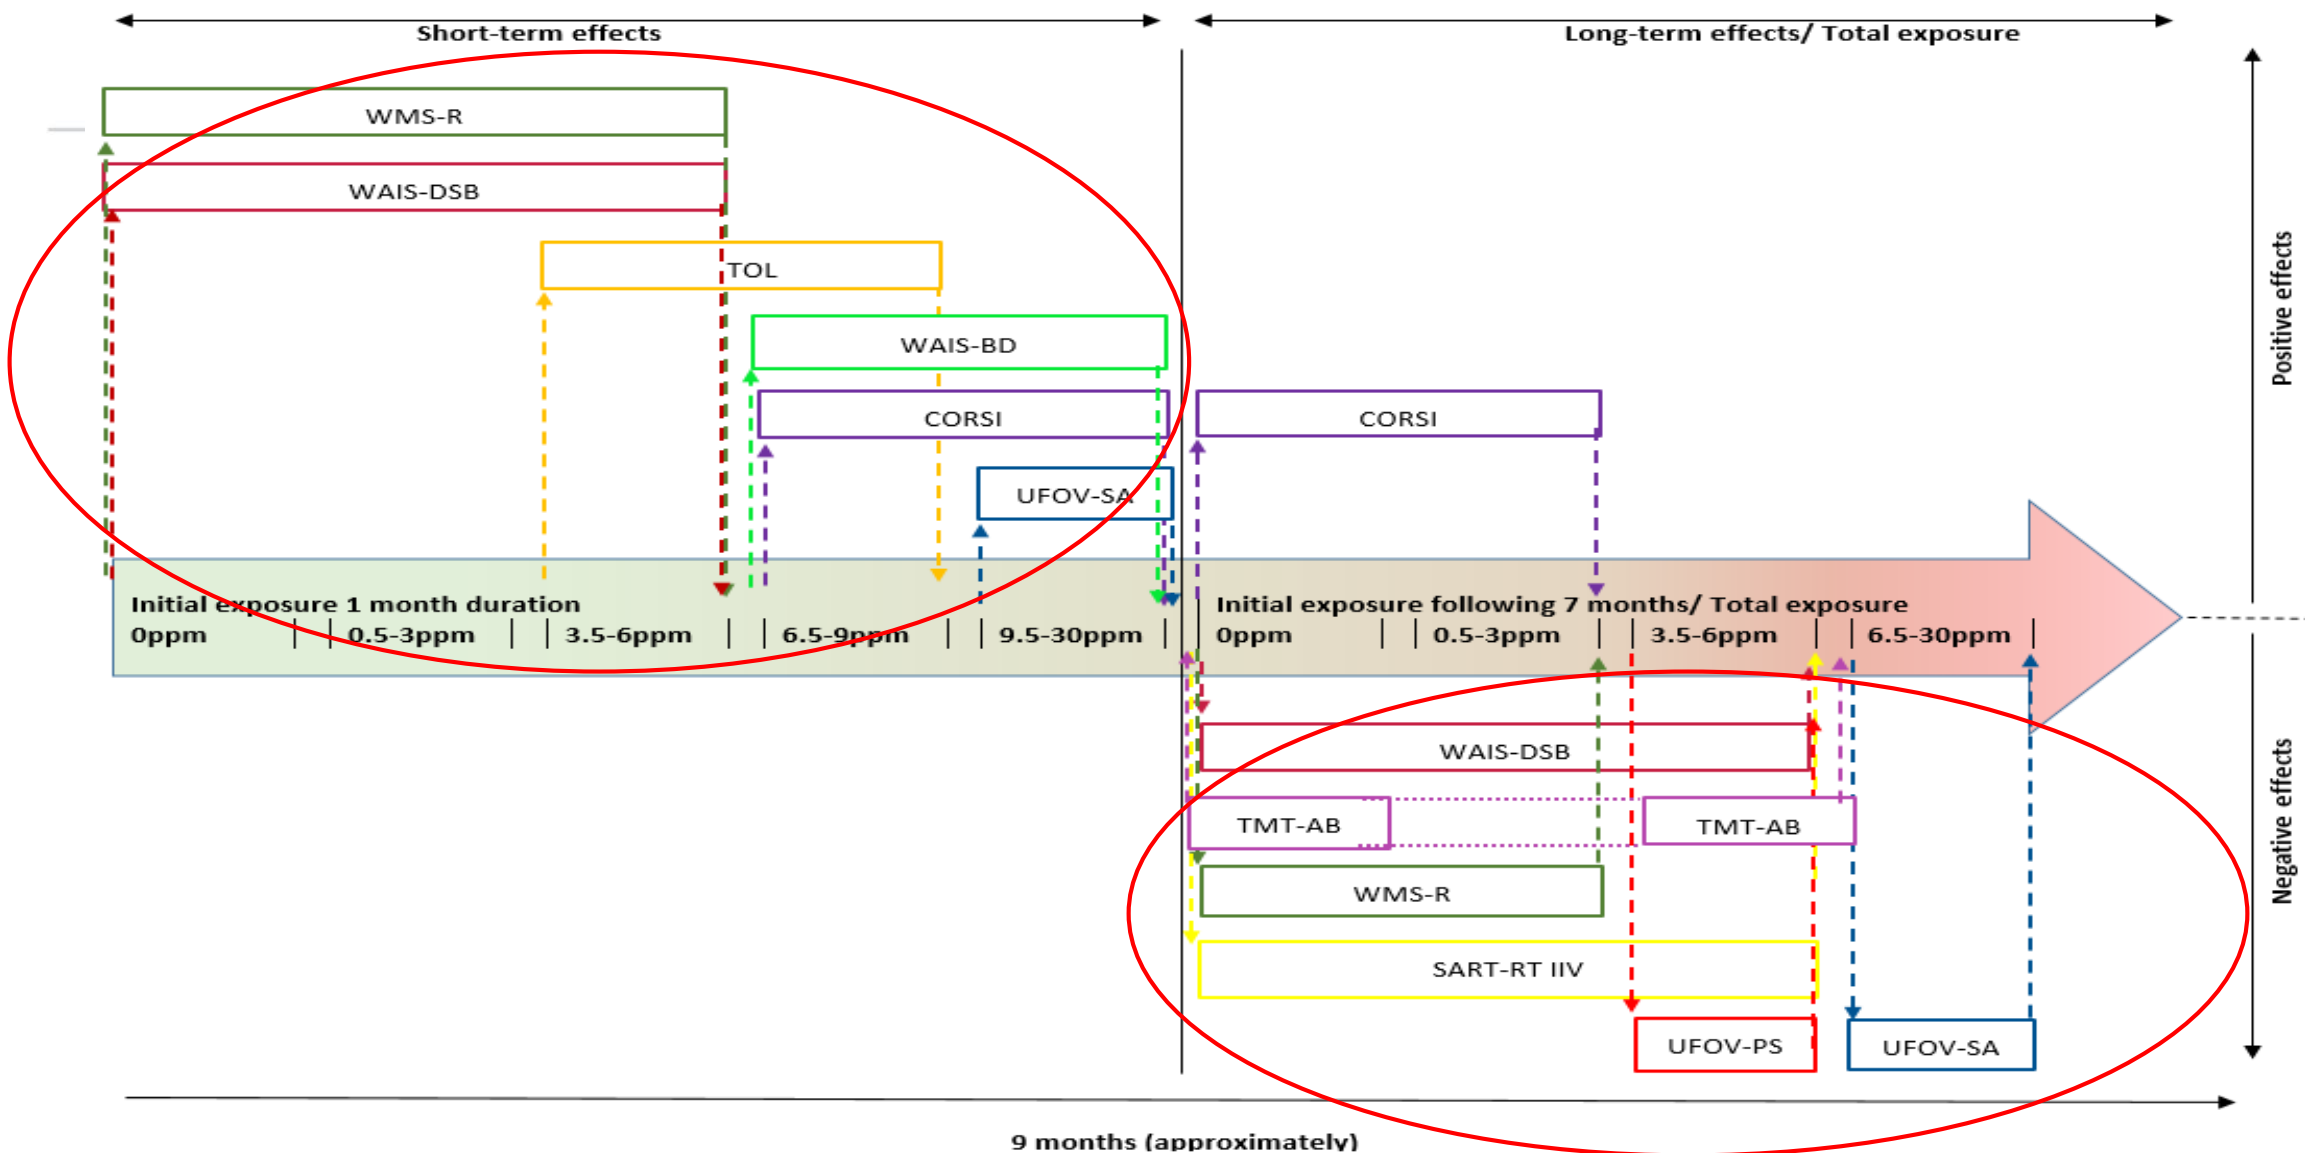 Short-term effects
Long-term effects/ Total exposure
WMS-R
WAIS-DSB
TOL
WAIS-BD
CORSI
CORSI
UFOV-SA
Positive effects
Initial exposure 1 month duration
0ppm | | 0.5-3ppm | | 3.5-6ppm | | 6.5-9ppm | | 9.5-30ppm |
Initial exposure following 7 months/ Total exposure
| 0ppm | | 0.5-3ppm | | 3.5-6ppm | | 6.5-30ppm |
WAIS-DSB
TMT-AB
TMT-AB
WMS-R
SART-RT IIV
UFOV-PS
UFOV-SA
Negative effects
9 months (approximately)